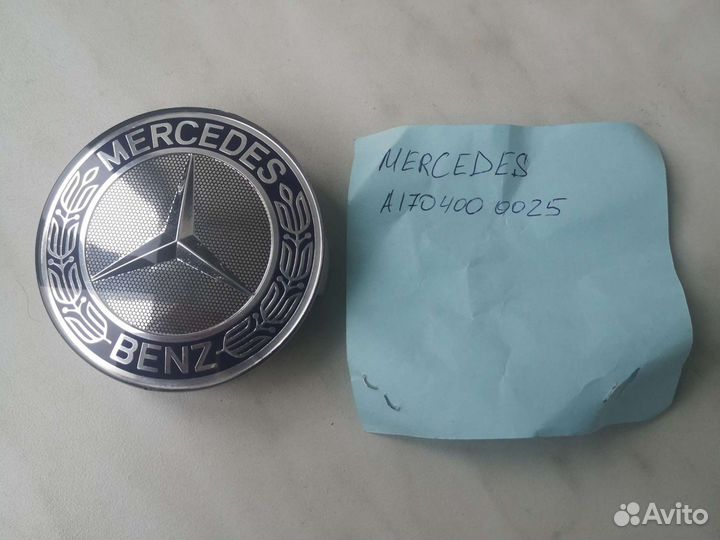 MERCEDES
BENZ
MERCEDES
A170400 0025
Avito